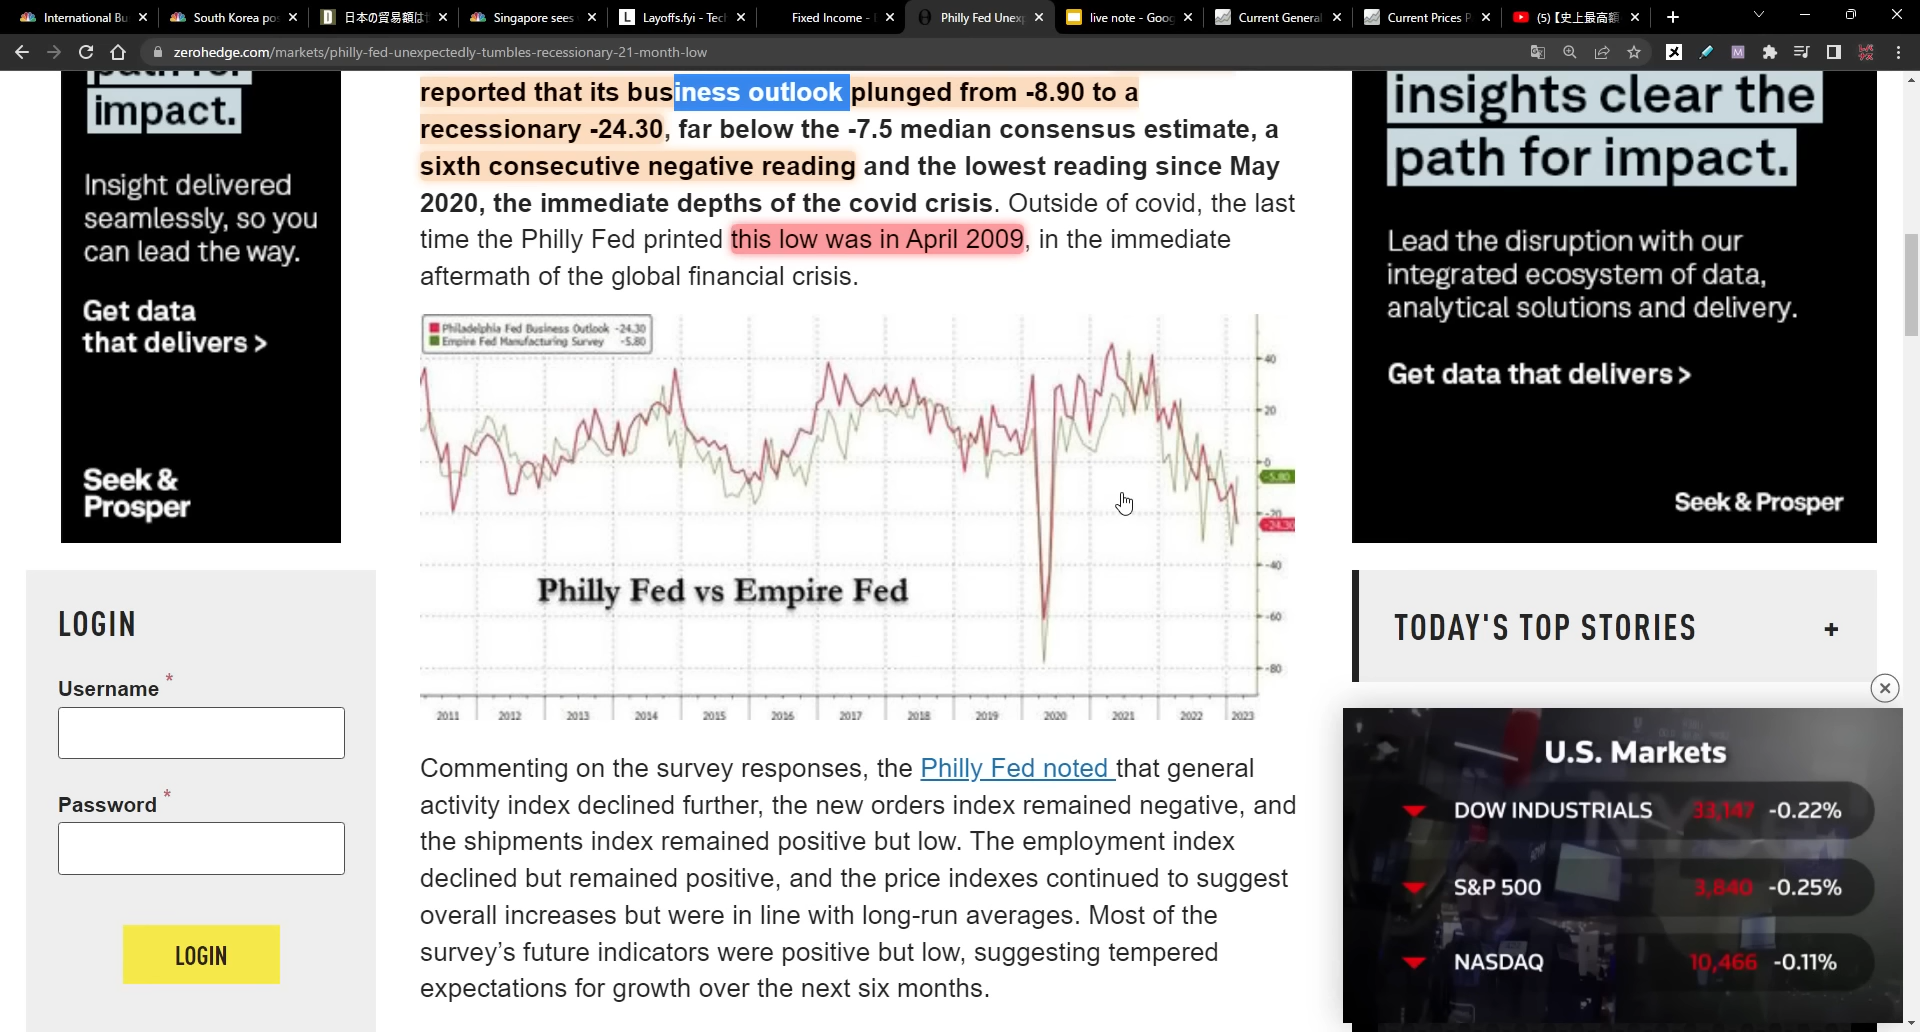 International Bu
South Korea po
日本の貿易額は
Singapore sees
Layoffs.fyi - Tec
Fixed Income -
Philly Fed Unex
live note - Goog
Current General
Current Prices P
(5)【史上最高額
zerohedge.com/markets/philly-fed-unexpectedly-tumbles-recessionary-21-month-low
impact.
Insight delivered
seamlessly, so you
can lead the way.
Get data
that delivers >
Seek &
Prosper
LOGIN
Username *
Password *
LOGIN
reported that its business outlook plunged from -8.90 to a
recessionary -24.30, far below the -7.5 median consensus estimate, a
sixth consecutive negative reading and the lowest reading since May
2020, the immediate depths of the covid crisis. Outside of covid, the last
time the Philly Fed printed this low was in April 2009, in the immediate
aftermath of the global financial crisis.
Philadelphia Fed Business Outlook -24.30
Empire Fed Manufacturing Survey -5.80
40
20
0
-5.80
-20
-24.30
-40
-60
-80
Philly Fed vs Empire Fed
2011 2012 2013 2014 2015 2016 2017 2018 2019 2020 2021 2022 2023
Commenting on the survey responses, the Philly Fed noted that general
activity index declined further, the new orders index remained negative, and
the shipments index remained positive but low. The employment index
declined but remained positive, and the price indexes continued to suggest
overall increases but were in line with long-run averages. Most of the
survey’s future indicators were positive but low, suggesting tempered
expectations for growth over the next six months.
insights clear the
path for impact.
Lead the disruption with our
integrated ecosystem of data,
analytical solutions and delivery.
Get data that delivers >
Seek & Prosper
TODAY'S TOP STORIES +
U.S. Markets
DOW INDUSTRIALS 33,147 -0.22%
S&P 500 3,840 -0.25%
NASDAQ 10,466 -0.11%